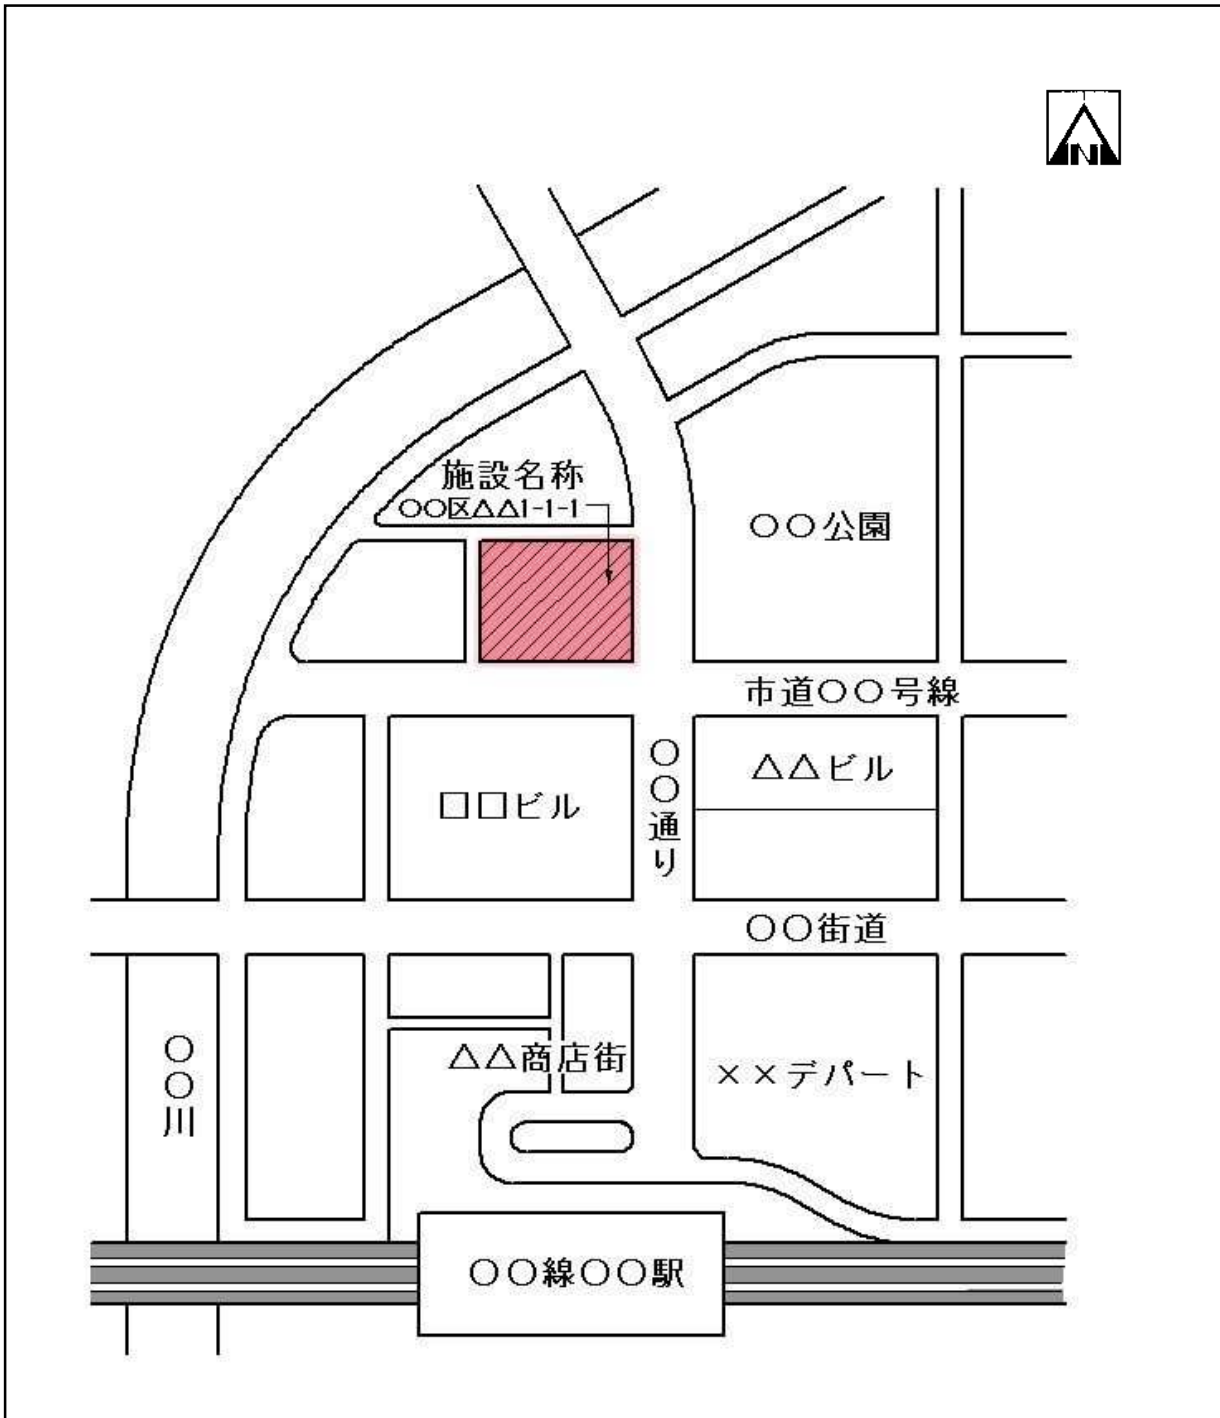 N
施設名称
○○区△△1-1-1
○○公園
市道○○号線
○○通り
△△ビル
□□ビル
○○街道
○○川
△△商店街
××デパート
○○線○○駅